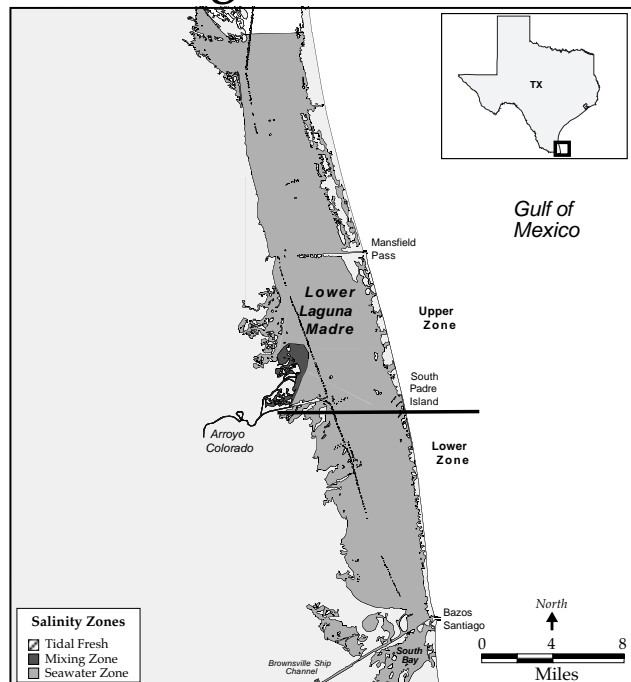 TX
Gulf of
Mexico
Mansfield
Pass
Lower
Laguna
Madre
Upper
Zone
South
Padre
Island
Arroyo
Colorado
Lower
Zone
Bazos
Santiago
South
Bay
Brownsville Ship
Channel
Salinity Zones
Tidal Fresh
Mixing Zone
Seawater Zone
North
0 4 8
Miles